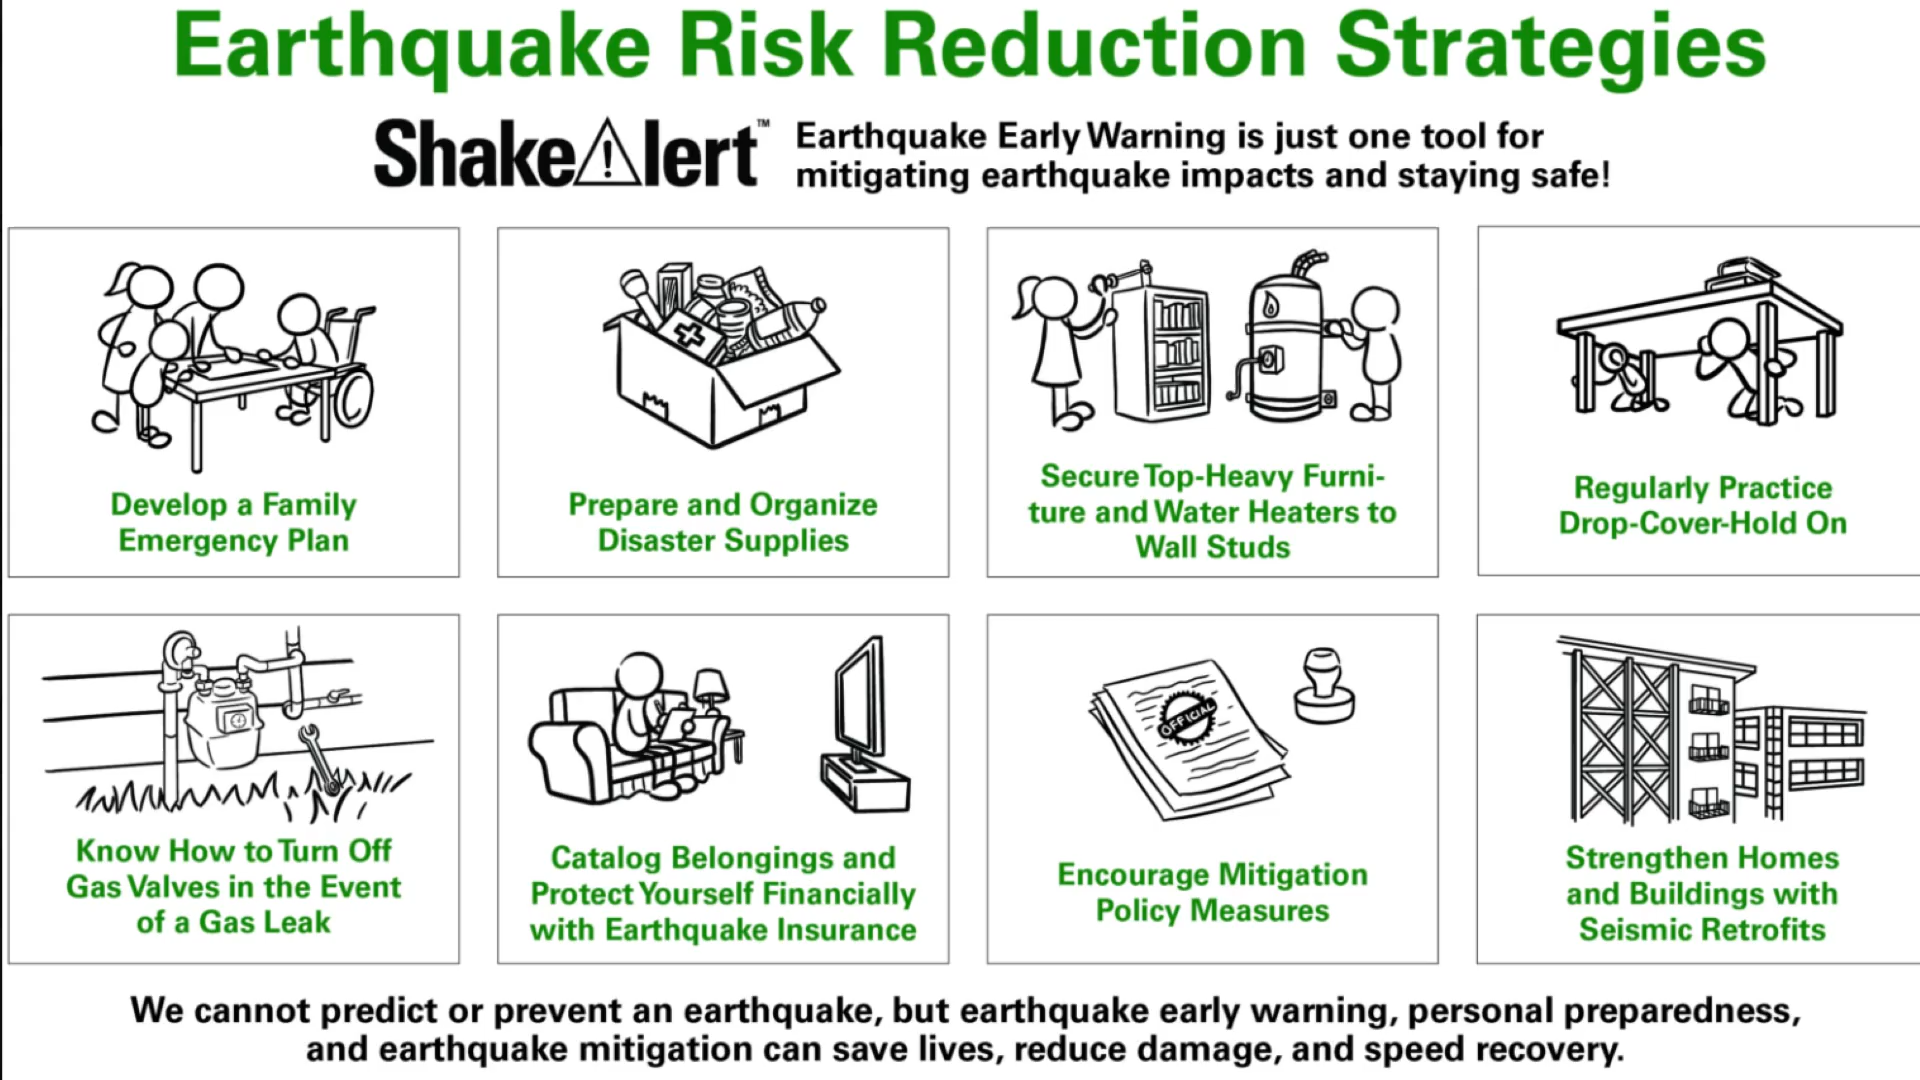 Earthquake Risk Reduction Strategies
ShakeAlert™
Earthquake Early Warning is just one tool for
mitigating earthquake impacts and staying safe!
Develop a Family
Emergency Plan
Prepare and Organize
Disaster Supplies
Secure Top-Heavy Furni-
ture and Water Heaters to
Wall Studs
Regularly Practice
Drop-Cover-Hold On
Know How to Turn Off
Gas Valves in the Event
of a Gas Leak
Catalog Belongings and
Protect Yourself Financially
with Earthquake Insurance
OFFICIAL
Encourage Mitigation
Policy Measures
Strengthen Homes
and Buildings with
Seismic Retrofits
We cannot predict or prevent an earthquake, but earthquake early warning, personal preparedness,
and earthquake mitigation can save lives, reduce damage, and speed recovery.